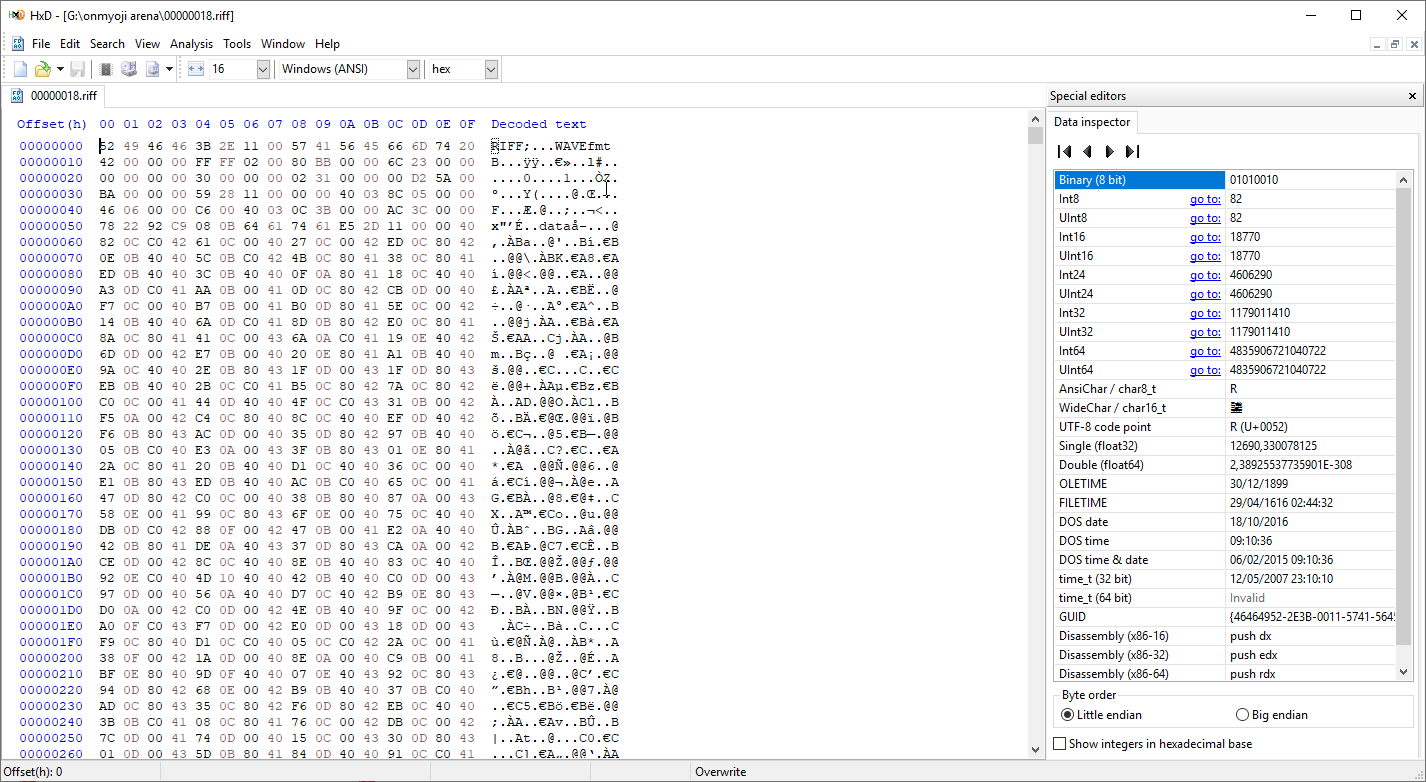 HxD - [G:\onmyoji arena\00000018.riff]
File Edit Search View Analysis Tools Window Help
16 Windows (ANSI) hex
00000018.riff
Offset(h) 00 01 02 03 04 05 06 07 08 09 0A 0B 0C 0D 0E 0F Decoded text
00000000 52 49 46 46 3B 2E 11 00 57 41 56 45 66 6D 74 20 RIFF;...WAVEfmt
00000010 42 00 00 00 FF FF 02 00 80 BB 00 00 6C 23 00 00 B...ÿÿ..€»..l#..
00000020 00 00 00 00 30 00 00 00 02 31 00 00 00 D2 5A 00 ....0....1...ÒZ.
00000030 BA 00 00 00 59 28 11 00 00 00 40 03 8C 05 00 00 º...Y(....@.Œ...
00000040 46 06 00 00 C6 00 40 03 0C 3B 00 00 AC 3C 00 00 F...Æ.@..;..¬<..
00000050 78 22 92 C9 08 0B 64 61 74 61 E5 2D 11 00 00 40 x"’É..dataå-...@
00000060 82 0C C0 42 61 0C 00 40 27 0C 00 42 ED 0C 80 42 ‚.ÀBa..@'..Bí.€B
00000070 0E 0B 40 40 5C 0B C0 42 4B 0C 80 41 38 0C 80 41 ..@@\.ÀBK.€A8.€A
00000080 ED 0B 40 40 3C 0B 40 40 0F 0A 80 41 18 0C 40 40 í.@@<.@@..€A..@@
00000090 A3 0D C0 41 AA 0B 00 41 0D 0C 80 42 CB 0D 00 40 £.ÀAª..A..€BË..@
000000A0 F7 0C 00 40 B7 0B 00 41 B0 0D 80 41 5E 0C 00 42 ÷..@·..A°.€A^..B
000000B0 14 0B 40 40 6A 0D C0 41 8D 0B 80 42 E0 0C 80 41 ..@@j.ÀA..€Bà.€A
000000C0 8A 0C 80 41 41 0C 00 43 6A 0A C0 41 19 0E 40 42 Š.€AA..Cj.ÀA..@B
000000D0 6D 0D 00 42 E7 0B 00 40 20 0E 80 41 A1 0B 40 40 m..Bç..@ .€A¡.@@
000000E0 9A 0C 40 40 2E 0B 80 43 1F 0D 00 43 1F 0D 80 43 š.@@..€C...C..€C
000000F0 EB 0B 40 40 2B 0C C0 41 B5 0C 80 42 7A 0C 80 42 ë.@@+.ÀAµ.€Bz.€B
00000100 C0 0C 00 41 44 0D 40 40 4F 0C C0 43 31 0B 00 42 À..AD.@@O.ÀC1..B
00000110 F5 0A 00 42 C4 0C 80 40 8C 0C 40 40 EF 0D 40 42 õ..BÄ.€@Œ.@@ï.@B
00000120 F6 0B 80 43 AC 0D 00 40 35 0D 80 42 97 0B 40 40 ö.€C¬..@5.€B—.@@
00000130 05 0B C0 40 E3 0A 00 43 3F 0B 80 43 01 0E 80 41 ..À@ã..C?.€C..€A
00000140 2A 0C 80 41 20 0B 40 40 D1 0C 40 40 36 0C 00 40 *.€A .@@Ñ.@@6..@
00000150 E1 0B 80 43 ED 0B 40 40 AC 0B C0 40 65 0C 00 41 á.€Cí.@@¬.À@e..A
00000160 47 0D 80 42 C0 0C 00 40 38 0B 80 40 87 0A 00 43 G.€BÀ..@8.€@‡..C
00000170 58 0E 00 41 99 0C 80 43 6F 0E 00 40 75 0C 40 40 X..A™.€Co..@u.@@
00000180 DB 0D C0 42 88 0F 00 42 47 0B 00 41 E2 0A 40 40 Û.ÀBˆ..BG..Aâ.@@
00000190 42 0B 80 41 DE 0A 40 43 37 0D 80 43 CA 0A 00 42 B.€AÞ.@C7.€CÊ..B
000001A0 CE 0D 00 42 8C 0C 40 40 8E 0B 40 40 83 0C 40 40 Î..BŒ.@@Ž.@@ƒ.@@
000001B0 92 0E C0 40 4D 10 40 40 42 0B 40 40 C0 0D 00 43 ’.À@M.@@B.@@À..C
000001C0 97 0D 00 40 56 0A 40 40 D7 0C 40 42 B9 0E 80 43 —..@V.@@×.@B¹.€C
000001D0 D0 0A 00 42 C0 0D 00 42 4E 0B 40 40 9F 0C 00 42 Ð..BÀ..BN.@@Ÿ..B
000001E0 A0 0F C0 43 F7 0D 00 42 E0 0D 00 43 18 0D 00 43  .ÀC÷..Bà..C...C
000001F0 F9 0C 80 40 D1 0C C0 40 05 0C C0 42 2A 0C 00 41 ù.€@Ñ.À@..ÀB*..A
00000200 38 0F 00 42 1A 0D 00 40 8E 0A 00 40 C9 0B 00 41 8..B...@Ž..@É..A
00000210 BF 0E 80 40 9D 0F 40 40 07 0E 40 43 92 0C 80 43 ¿.€@..@@..@C’.€C
00000220 94 0D 80 42 68 0E 00 42 B9 0B 40 40 37 0B C0 40 ”.€Bh..B¹.@@7.À@
00000230 AD 0C 80 43 35 0C 80 42 F6 0D 80 42 EB 0C 40 40 ..€C5.€Bö.€Bë.@@
00000240 3B 0B C0 41 08 0C 80 41 76 0C 00 42 DB 0C 00 42 ;.ÀA..€Av..BÛ..B
00000250 7C 0D 00 41 74 0D 00 40 15 0C 00 43 30 0D 80 43 |..At..@...C0.€C
00000260 01 0D 00 43 5D 0B 80 41 84 0D 40 40 91 0C C0 41 ...C].€A„.@@‘.ÀA
Special editors
Data inspector
Binary (8 bit) 01010010
Int8 go to: 82
UInt8 go to: 82
Int16 go to: 18770
UInt16 go to: 18770
Int24 go to: 4606290
UInt24 go to: 4606290
Int32 go to: 1179011410
UInt32 go to: 1179011410
Int64 go to: 4835906721040722
UInt64 go to: 4835906721040722
AnsiChar / char8_t R
WideChar / char16_t
UTF-8 code point R (U+0052)
Single (float32) 12690,330078125
Double (float64) 2,38925537735901E-308
OLETIME 30/12/1899
FILETIME 29/04/1616 02:44:32
DOS date 18/10/2016
DOS time 09:10:36
DOS time & date 06/02/2015 09:10:36
time_t (32 bit) 12/05/2007 23:10:10
time_t (64 bit) Invalid
GUID {46464952-2E3B-0011-5741-5645
Disassembly (x86-16) push dx
Disassembly (x86-32) push edx
Disassembly (x86-64) push rdx
Byte order
Little endian Big endian
Show integers in hexadecimal base
Offset(h): 0 Overwrite